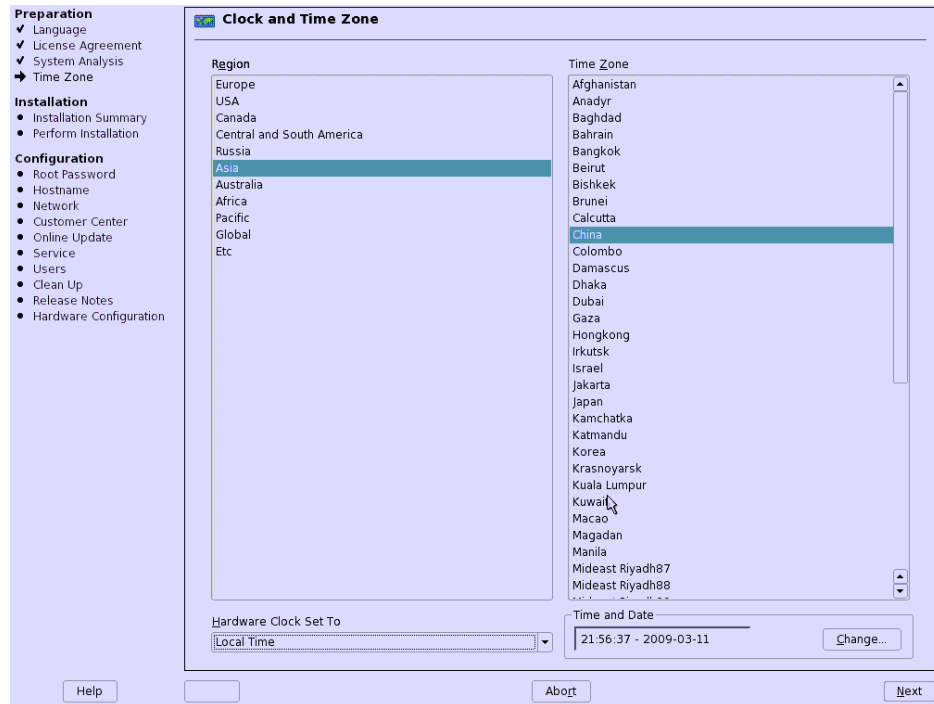 Preparation
Language
License Agreement
System Analysis
Time Zone
Installation
Installation Summary
Perform Installation
Configuration
Root Password
Hostname
Network
Customer Center
Online Update
Service
Users
Clean Up
Release Notes
Hardware Configuration
Clock and Time Zone
Region
Europe
USA
Canada
Central and South America
Russia
Asia
Australia
Africa
Pacific
Global
Etc
Time Zone
Afghanistan
Anadyr
Baghdad
Bahrain
Bangkok
Beirut
Bishkek
Brunei
Calcutta
China
Colombo
Damascus
Dhaka
Dubai
Gaza
Hongkong
Irkutsk
Israel
Jakarta
Japan
Kamchatka
Katmandu
Korea
Krasnoyarsk
Kuala Lumpur
Kuwait
Macao
Magadan
Manila
Mideast Riyadh87
Mideast Riyadh88
Hardware Clock Set To
Local Time
Time and Date
21:56:37 - 2009-03-11
Change...
Help
Abort
Next